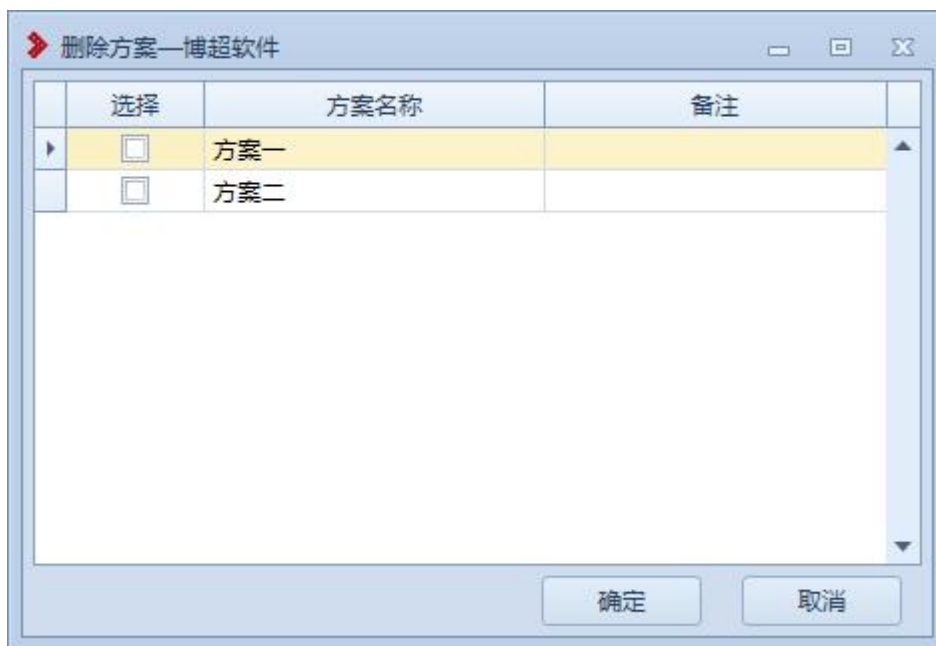 删除方案—博超软件
选择 方案名称 备注
方案一
方案二
确定 取消